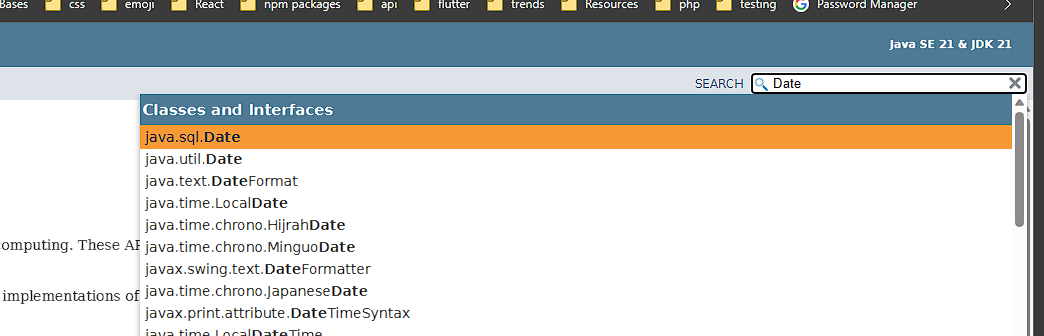 Bases css emoji React npm packages api flutter trends Resources php testing Password Manager
Java SE 21 & JDK 21
SEARCH Date
Classes and Interfaces
java.sql.Date
java.util.Date
java.text.DateFormat
java.time.LocalDate
java.time.chrono.HijrahDate
computing. These AP
java.time.chrono.MinguoDate
javax.swing.text.DateFormatter
implementations of
java.time.chrono.JapaneseDate
javax.print.attribute.DateTimeSyntax
java.time.LocalDateTime